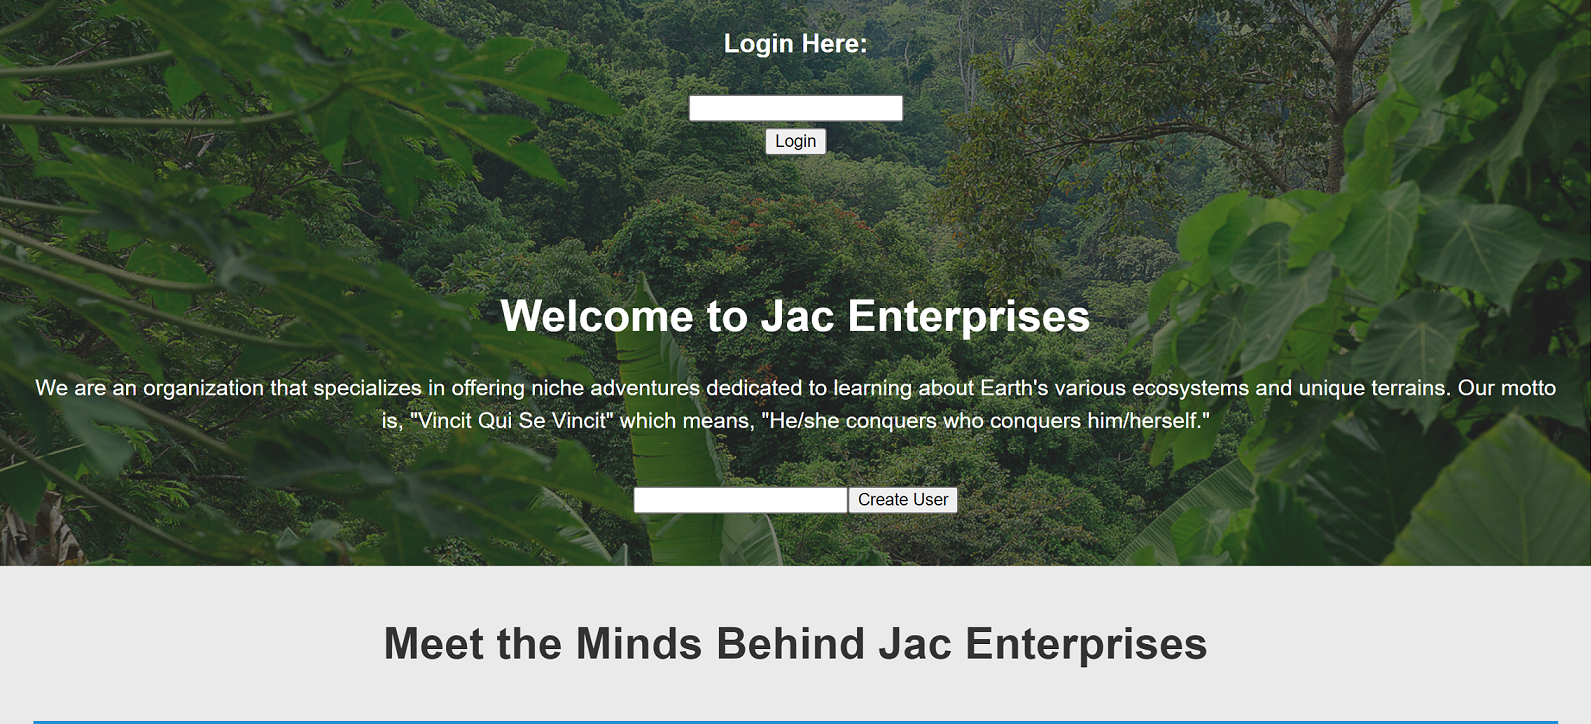 Login Here:
Login
Welcome to Jac Enterprises
We are an organization that specializes in offering niche adventures dedicated to learning about Earth's various ecosystems and unique terrains. Our motto
is, "Vincit Qui Se Vincit" which means, "He/she conquers who conquers him/herself."
Create User
Meet the Minds Behind Jac Enterprises